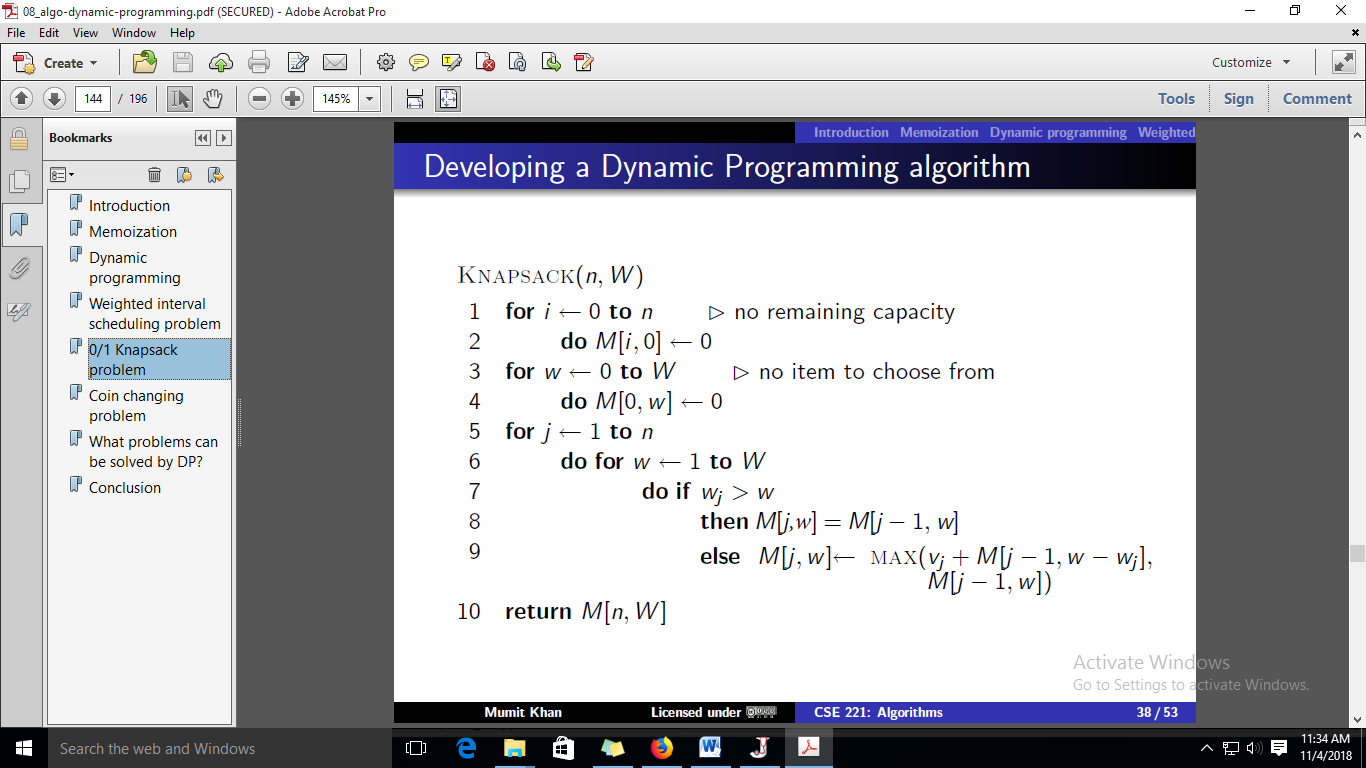 08_algo-dynamic-programming.pdf (SECURED) - Adobe Acrobat Pro
File Edit View Window Help
Create
Customize
144 / 196
145%
Tools Sign Comment
Bookmarks
Introduction
Memoization
Dynamic
programming
Weighted interval
scheduling problem
0/1 Knapsack
problem
Coin changing
problem
What problems can
be solved by DP?
Conclusion
Introduction Memoization Dynamic programming Weighted
Developing a Dynamic Programming algorithm
KNAPSACK(n, W)
1 for i ← 0 to n ▷ no remaining capacity
2 do M[i, 0] ← 0
3 for w ← 0 to W ▷ no item to choose from
4 do M[0, w] ← 0
5 for j ← 1 to n
6 do for w ← 1 to W
7 do if wj > w
8 then M[j,w] = M[j − 1, w]
9 else M[j, w]← MAX(vj + M[j − 1, w − wj],
M[j − 1, w])
10 return M[n, W]
Activate Windows
Go to Settings to activate Windows.
Mumit Khan Licensed under CSE 221: Algorithms 38 / 53
Search the web and Windows
11:34 AM
11/4/2018